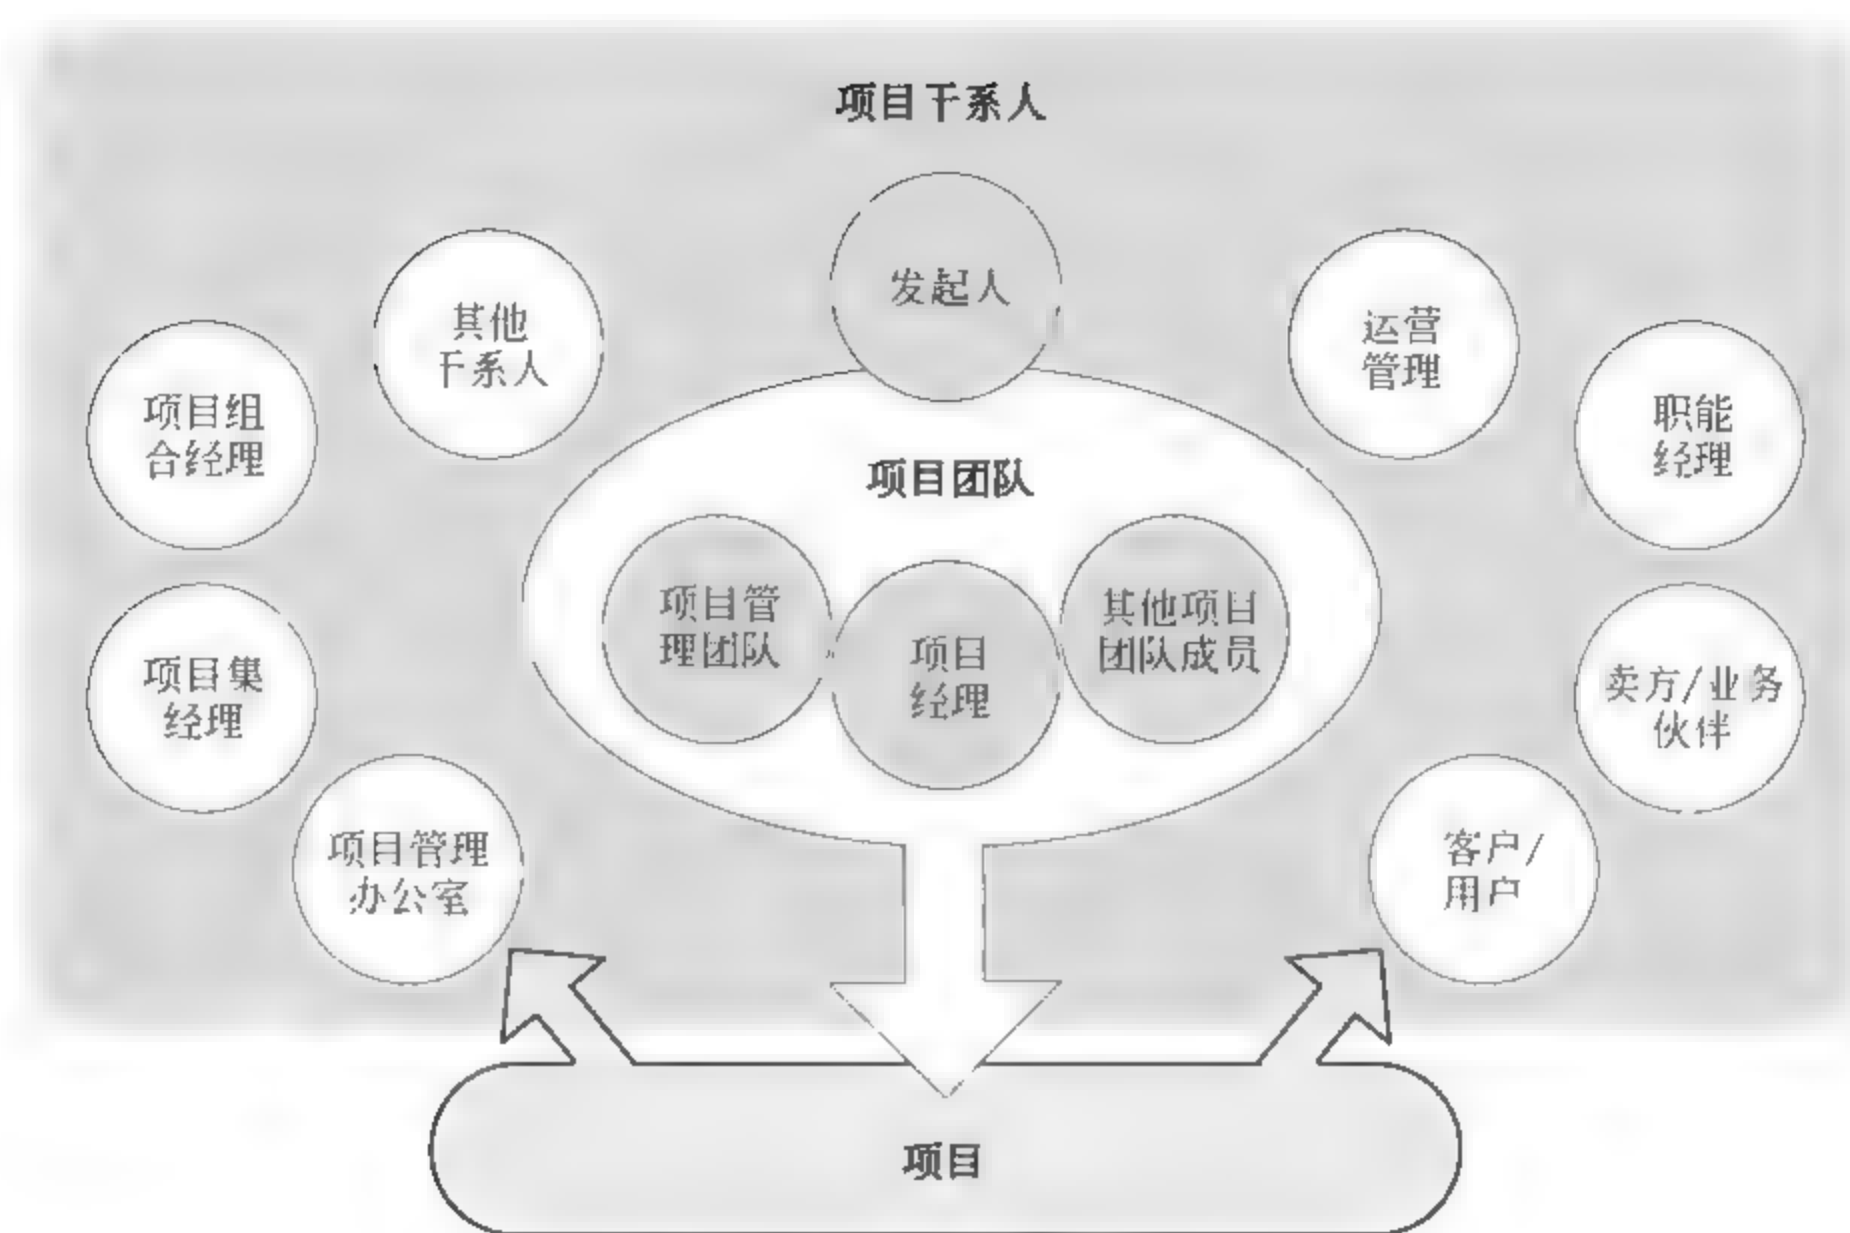 项目干系人
发起人
其他
干系人
运营
管理
项目组
合经理
职能
经理
项目团队
项目管
理团队
项目
经理
其他项目
团队成员
项目集
经理
卖方/业务
伙伴
项目管理
办公室
客户/
用户
项目